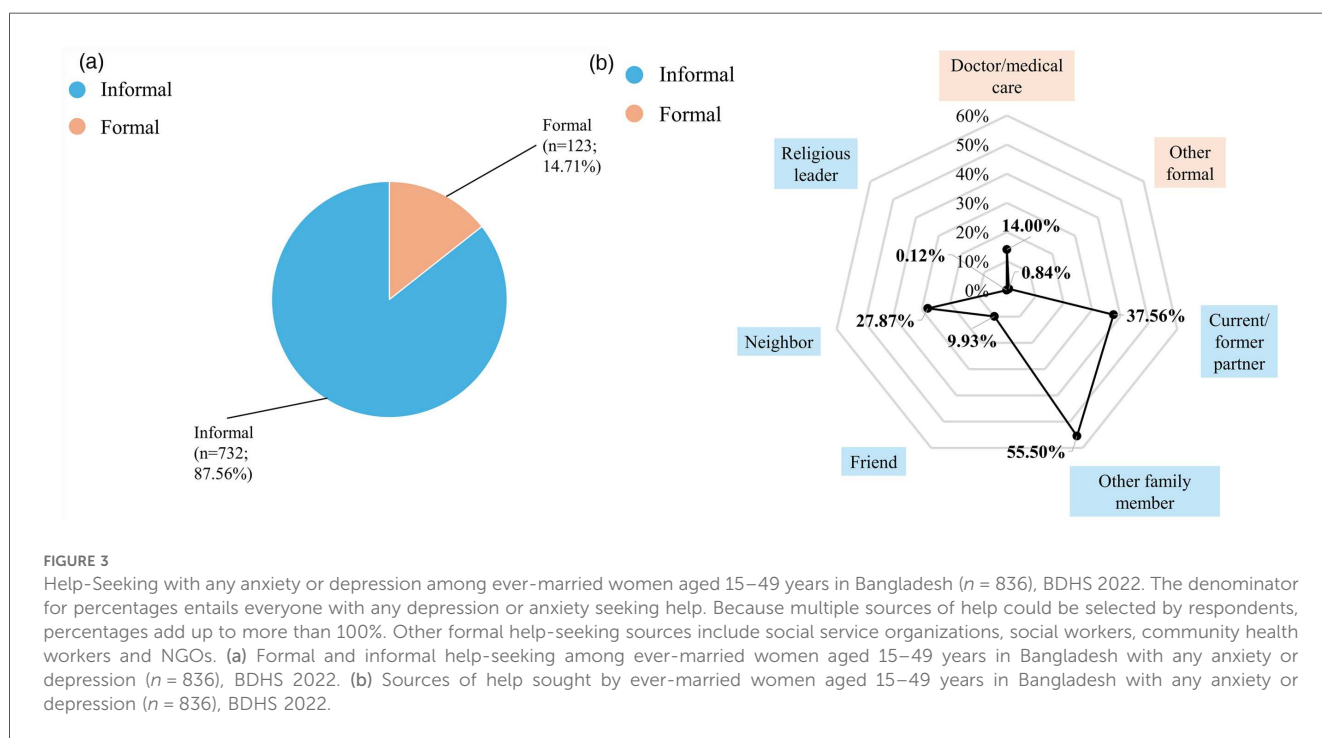 (a)
Informal
Formal
Formal
(n=123;
14.71%)
Informal
(n=732;
87.56%)
(b)
Informal
Formal
Doctor/medical
care
Other
formal
Current/
former
partner
Other family
member
Friend
Neighbor
Religious
leader
60%
50%
40%
30%
20%
10%
0%
14.00%
0.84%
37.56%
55.50%
9.93%
27.87%
0.12%
FIGURE 3
Help-Seeking with any anxiety or depression among ever-married women aged 15–49 years in Bangladesh (n = 836), BDHS 2022. The denominator
for percentages entails everyone with any depression or anxiety seeking help. Because multiple sources of help could be selected by respondents,
percentages add up to more than 100%. Other formal help-seeking sources include social service organizations, social workers, community health
workers and NGOs. (a) Formal and informal help-seeking among ever-married women aged 15–49 years in Bangladesh with any anxiety or
depression (n = 836), BDHS 2022. (b) Sources of help sought by ever-married women aged 15–49 years in Bangladesh with any anxiety or
depression (n = 836), BDHS 2022.